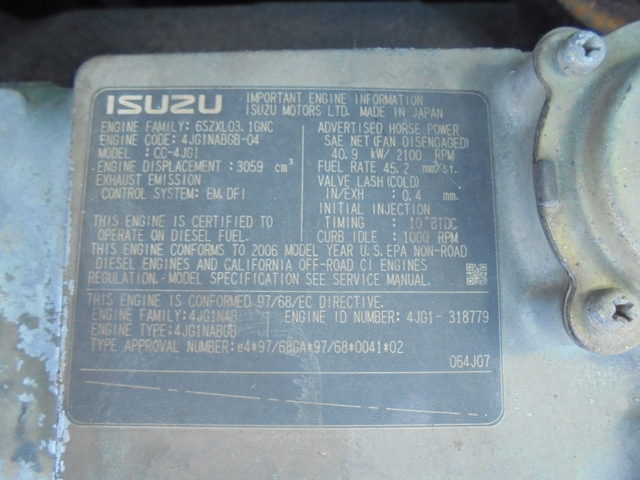 ISUZU
IMPORTANT ENGINE INFORMATION
ISUZU MOTORS LTD. MADE IN JAPAN
ENGINE FAMILY: 6SZXL03.1GNC
ENGINE CODE: 4JG1NABGB-04
MODEL : CC-4JG1
ENGINE DISPLACEMENT: 3059 cm³
EXHAUST EMISSION
CONTROL SYSTEM: EM, DFI
THIS ENGINE IS CERTIFIED TO
OPERATE ON DIESEL FUEL.
ADVERTISED HORSE POWER
SAE NET(FAN DISENGAGED)
40.9 kW/ 2100 RPM
FUEL RATE 45.2 mm³/st.
VALVE LASH(COLD)
IN/EXH : 0.4 mm.
INITIAL INJECTION
TIMING : 10°BTDC
CURB IDLE : 1000 RPM
THIS ENGINE CONFORMS TO 2006 MODEL YEAR U.S.EPA NON-ROAD
DIESEL ENGINES AND CALIFORNIA OFF-ROAD CI ENGINES
REGULATION.- MODEL SPECIFICATION SEE SERVICE MANUAL.
THIS ENGINE IS CONFORMED 97/68/EC DIRECTIVE.
ENGINE FAMILY:4JG1NAB ENGINE ID NUMBER: 4JG1- 318779
ENGINE TYPE:4JG1NABGB
TYPE APPROVAL NUMBER:e4*97/68GA*97/68*0041*02
064J07